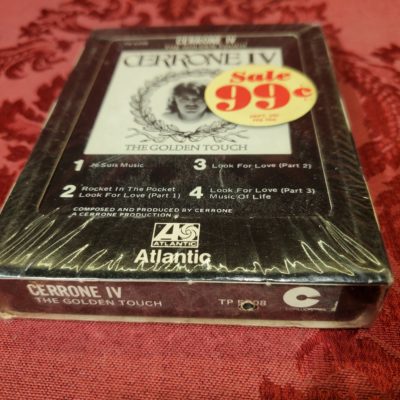 CERRONE IV
THE GOLDEN TOUCH
CERRONE IV
Sale
99¢
THE GOLDEN TOUCH
1 Je Suis Music
3 Look For Love (Part 2)
2 Rocket In The Pocket
Look For Love (Part 1)
4 Look For Love (Part 3)
Music Of Life
COMPOSED AND PRODUCED BY CERRONE
A CERRONE PRODUCTION
ATLANTIC
Atlantic
CERRONE IV
THE GOLDEN TOUCH
TP
C